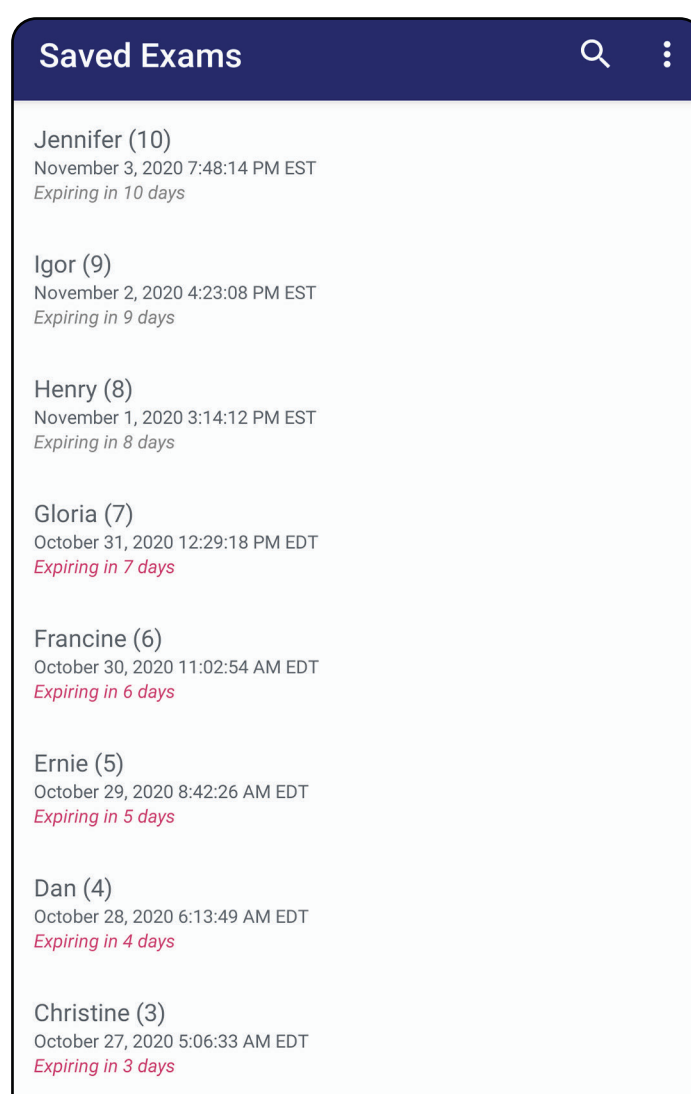 Saved Exams
Jennifer (10)
November 3, 2020 7:48:14 PM EST
Expiring in 10 days
Igor (9)
November 2, 2020 4:23:08 PM EST
Expiring in 9 days
Henry (8)
November 1, 2020 3:14:12 PM EST
Expiring in 8 days
Gloria (7)
October 31, 2020 12:29:18 PM EDT
Expiring in 7 days
Francine (6)
October 30, 2020 11:02:54 AM EDT
Expiring in 6 days
Ernie (5)
October 29, 2020 8:42:26 AM EDT
Expiring in 5 days
Dan (4)
October 28, 2020 6:13:49 AM EDT
Expiring in 4 days
Christine (3)
October 27, 2020 5:06:33 AM EDT
Expiring in 3 days